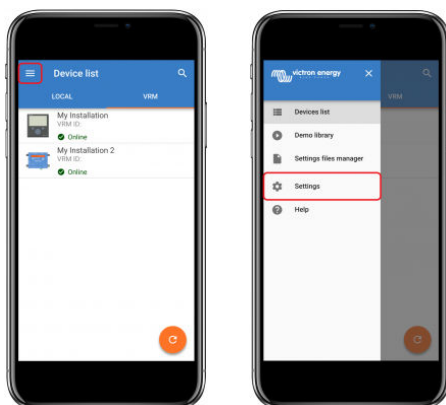 Device list
LOCAL VRM
My Installation
VRM ID:
Online
My Installation 2
VRM ID:
Online
victron energy
VRM
Devices list
Demo library
Settings files manager
Settings
Help